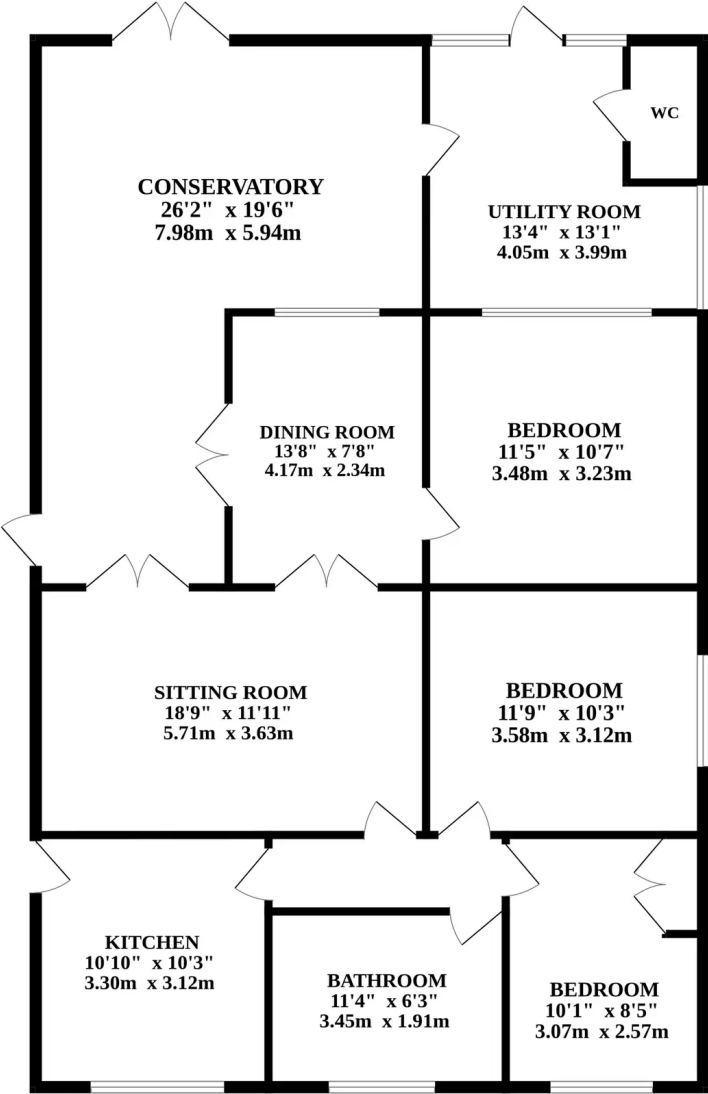 CONSERVATORY
26'2" x 19'6"
7.98m x 5.94m
WC
UTILITY ROOM
13'4" x 13'1"
4.05m x 3.99m
DINING ROOM
13'8" x 7'8"
4.17m x 2.34m
BEDROOM
11'5" x 10'7"
3.48m x 3.23m
SITTING ROOM
18'9" x 11'11"
5.71m x 3.63m
BEDROOM
11'9" x 10'3"
3.58m x 3.12m
KITCHEN
10'10" x 10'3"
3.30m x 3.12m
BATHROOM
11'4" x 6'3"
3.45m x 1.91m
BEDROOM
10'1" x 8'5"
3.07m x 2.57m